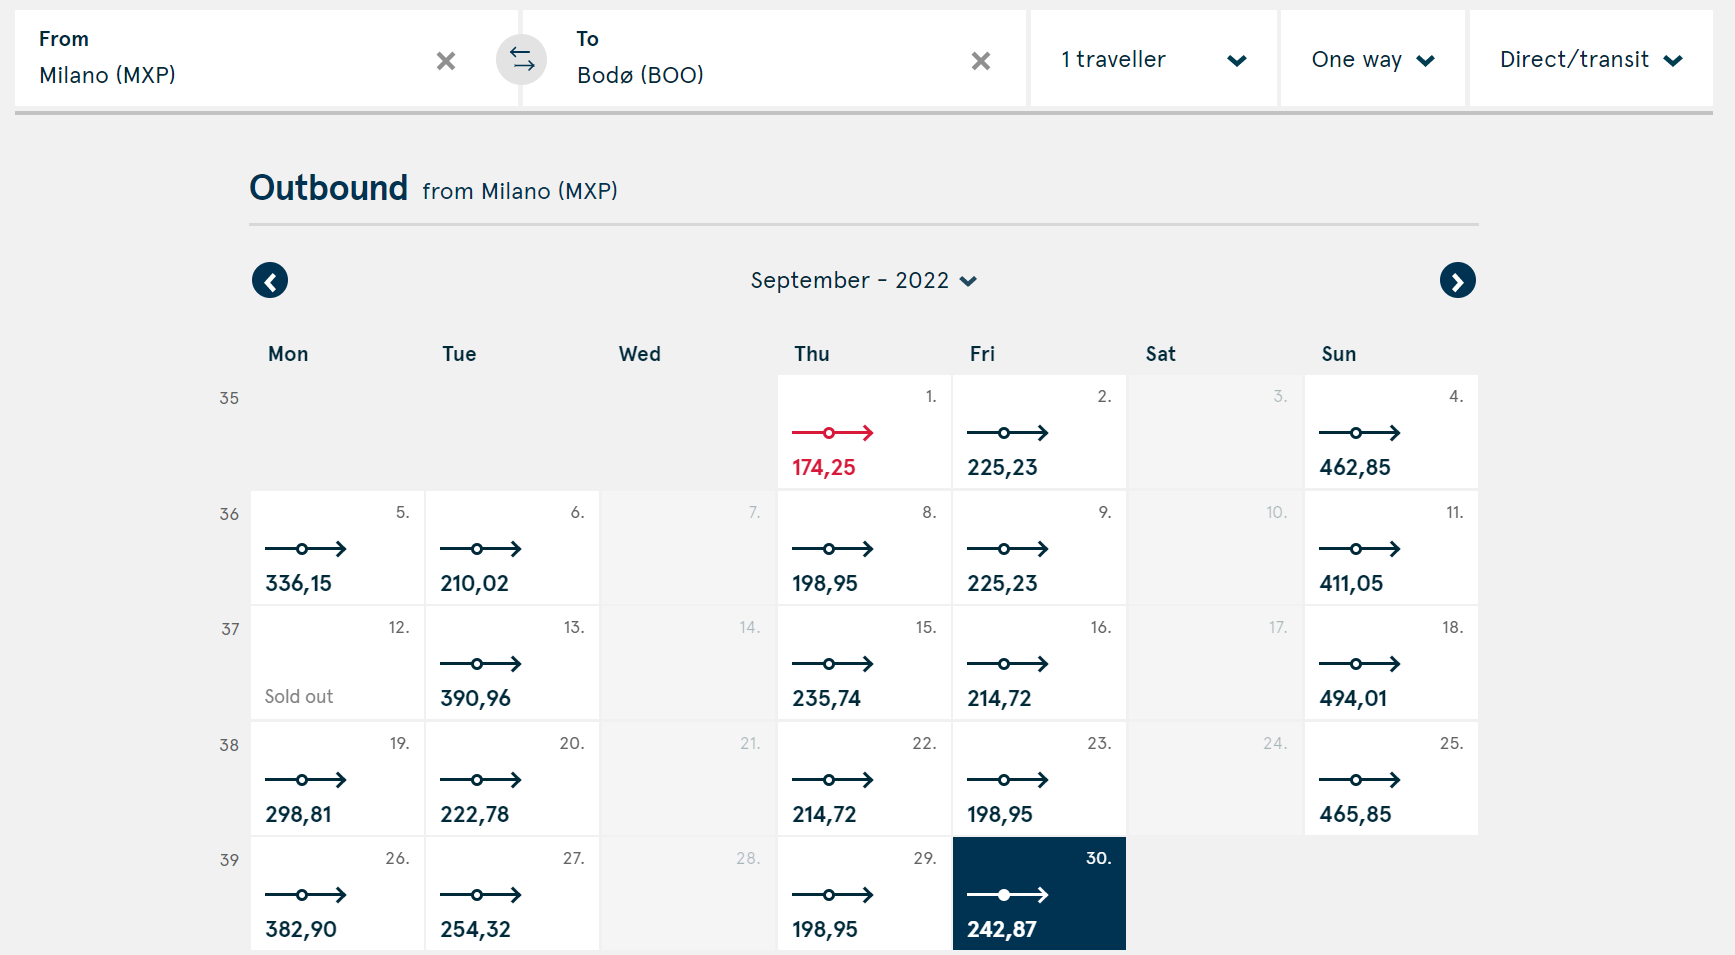 From
Milano (MXP)
To
Bodø (BOO)
1 traveller
One way
Direct/transit
Outbound from Milano (MXP)
September - 2022
Mon Tue Wed Thu Fri Sat Sun
35 1. 2. 3. 4.
174,25 225,23 462,85
36 5. 6. 7. 8. 9. 10. 11.
336,15 210,02 198,95 225,23 411,05
37 12. 13. 14. 15. 16. 17. 18.
Sold out 390,96 235,74 214,72 494,01
38 19. 20. 21. 22. 23. 24. 25.
298,81 222,78 214,72 198,95 465,85
39 26. 27. 28. 29. 30.
382,90 254,32 198,95 242,87